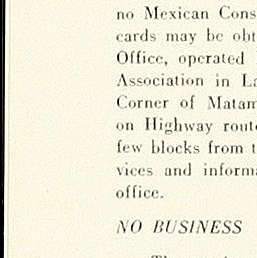 no Mexican Cons
cards may be obt
Office, operated
Association in La
Corner of Matam
on Highway route
few blocks from t
vices and inform
office.
NO BUSINESS